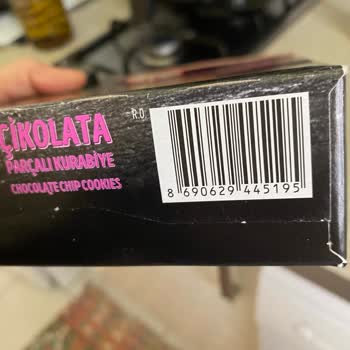 ÇİKOLATA
PARÇALI KURABİYE
CHOCOLATE CHIP COOKIES
R.O.
8 690629 445195